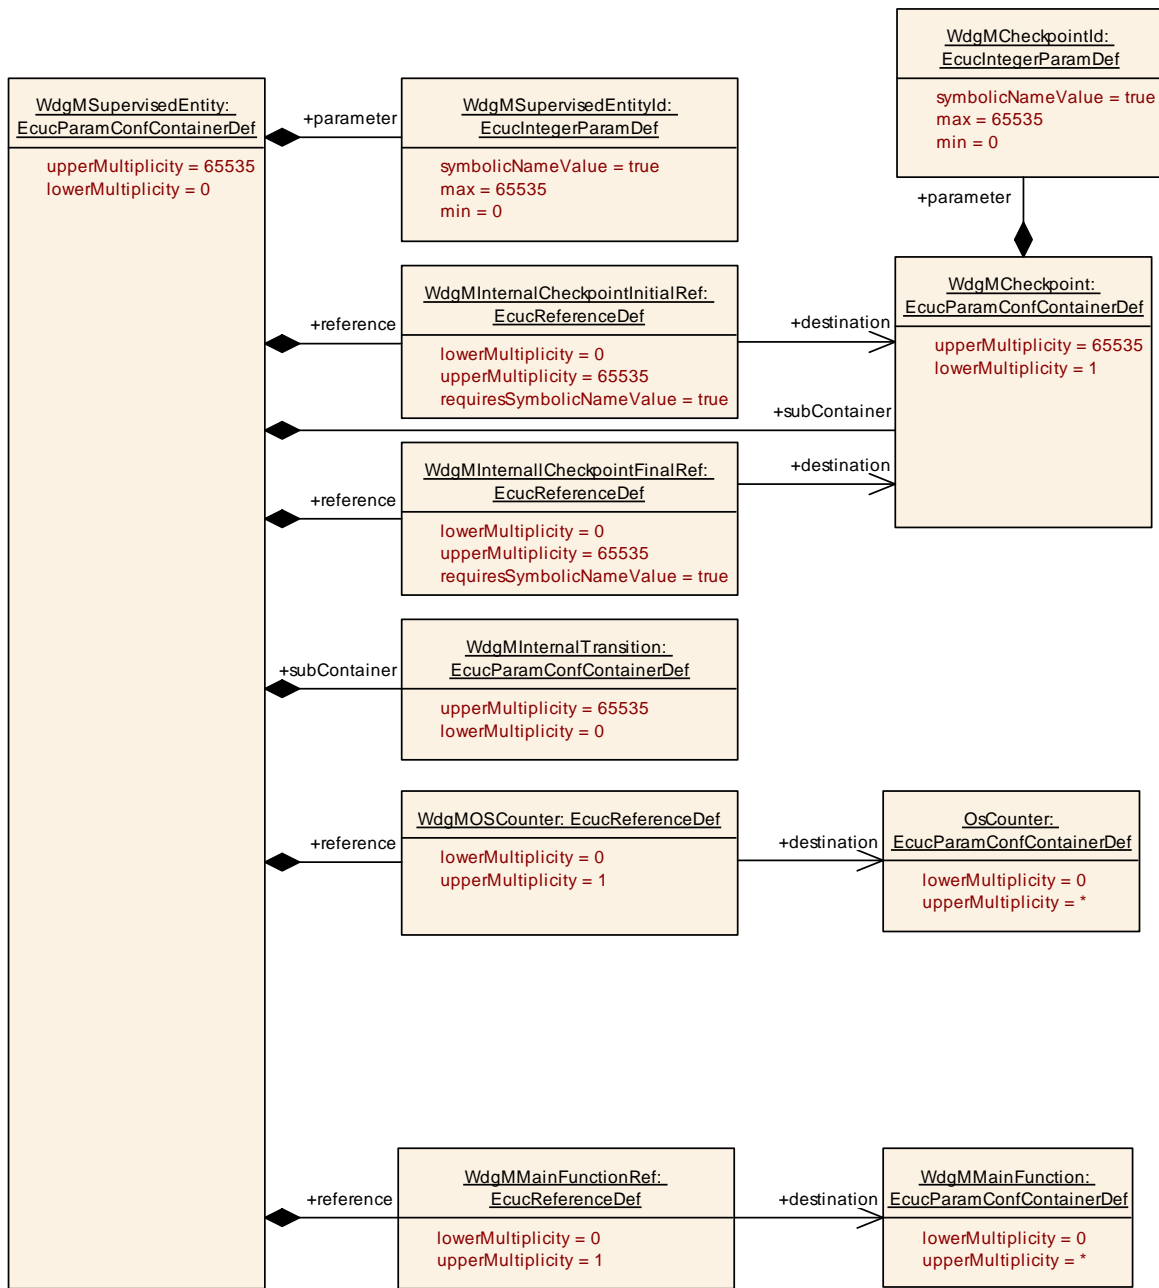 WdgMCheckpointId:
EcucIntegerParamDef
symbolicNameValue = true
max = 65535
min = 0
WdgMSupervisedEntity:
EcucParamConfContainerDef
upperMultiplicity = 65535
lowerMultiplicity = 0
+parameter
WdgMSupervisedEntityId:
EcucIntegerParamDef
symbolicNameValue = true
max = 65535
min = 0
+parameter
WdgMInternalCheckpointInitialRef:
EcucReferenceDef
lowerMultiplicity = 0
upperMultiplicity = 65535
requiresSymbolicNameValue = true
+reference
+destination
WdgMCheckpoint:
EcucParamConfContainerDef
upperMultiplicity = 65535
lowerMultiplicity = 1
+subContainer
WdgMInternallCheckpointFinalRef:
EcucReferenceDef
lowerMultiplicity = 0
upperMultiplicity = 65535
requiresSymbolicNameValue = true
+reference
+destination
WdgMInternalTransition:
EcucParamConfContainerDef
upperMultiplicity = 65535
lowerMultiplicity = 0
+subContainer
WdgMOSCounter: EcucReferenceDef
lowerMultiplicity = 0
upperMultiplicity = 1
+reference
+destination
OsCounter:
EcucParamConfContainerDef
lowerMultiplicity = 0
upperMultiplicity = *
WdgMMainFunctionRef:
EcucReferenceDef
lowerMultiplicity = 0
upperMultiplicity = 1
+reference
+destination
WdgMMainFunction:
EcucParamConfContainerDef
lowerMultiplicity = 0
upperMultiplicity = *